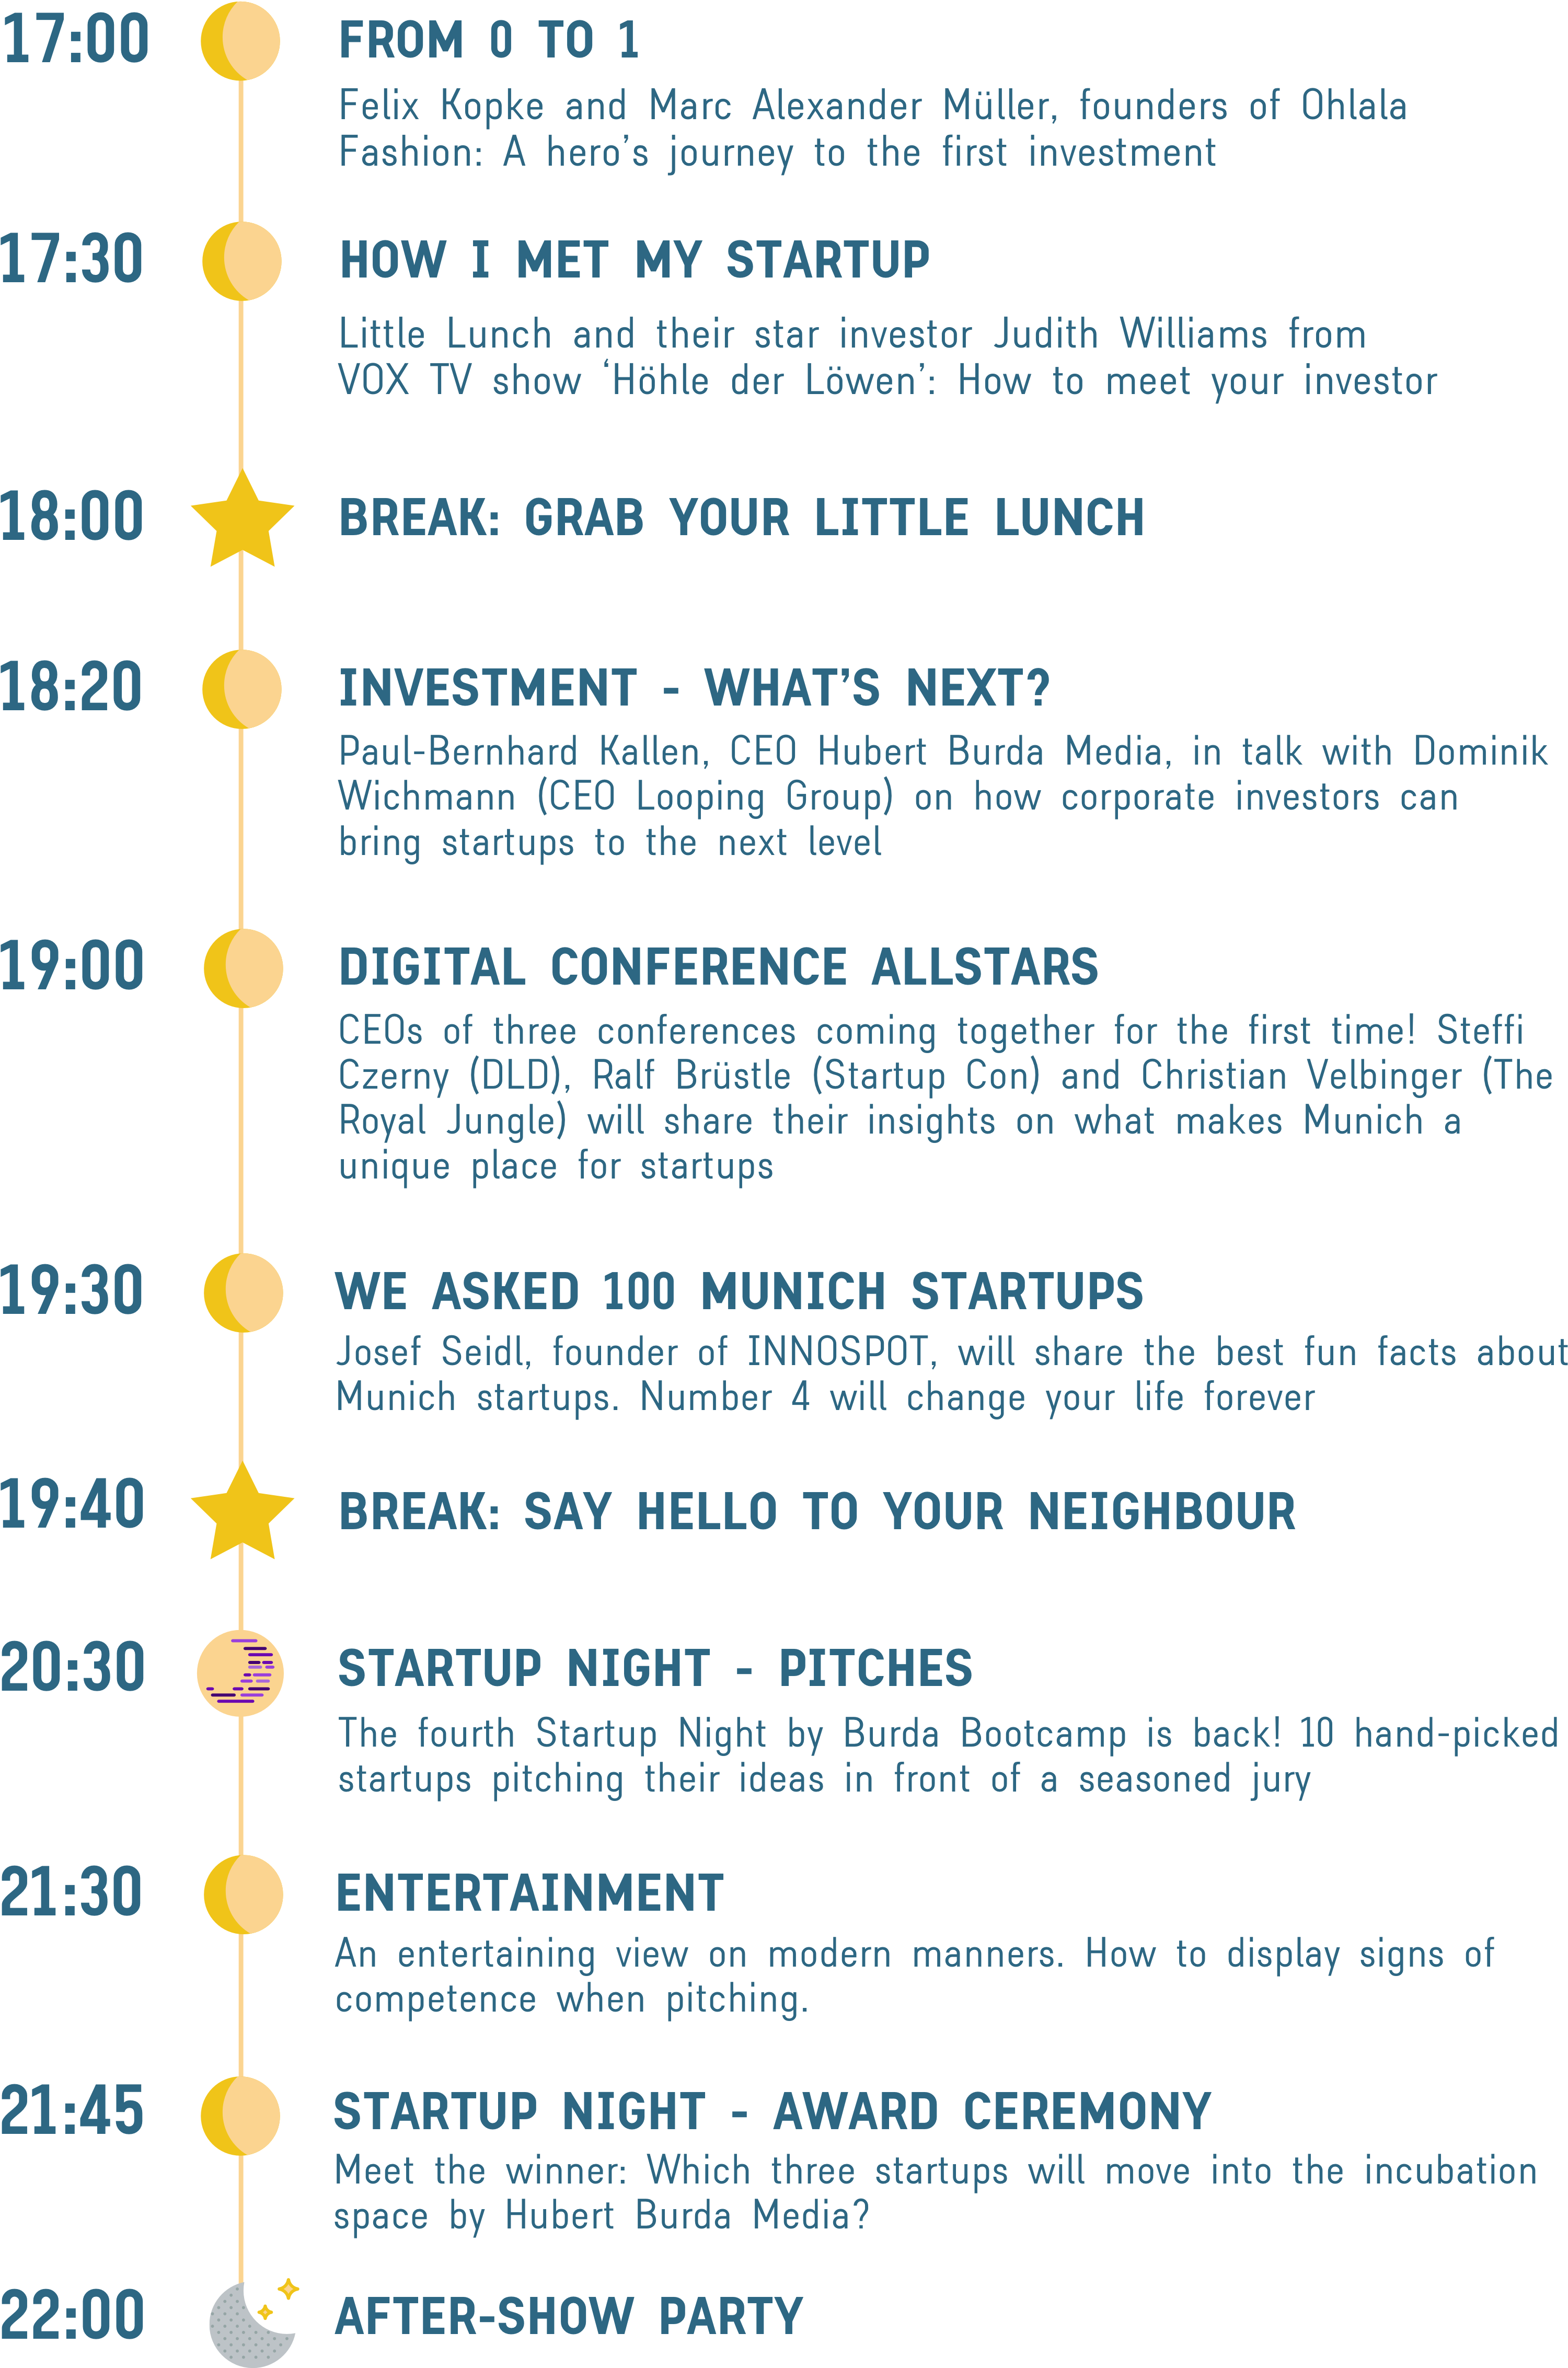 17:00 FROM 0 TO 1
Felix Kopke and Marc Alexander Müller, founders of Ohlala
Fashion: A hero’s journey to the first investment
17:30 HOW I MET MY STARTUP
Little Lunch and their star investor Judith Williams from
VOX TV show ‘Höhle der Löwen’: How to meet your investor
18:00 BREAK: GRAB YOUR LITTLE LUNCH
18:20 INVESTMENT - WHAT’S NEXT?
Paul-Bernhard Kallen, CEO Hubert Burda Media, in talk with Dominik
Wichmann (CEO Looping Group) on how corporate investors can
bring startups to the next level
19:00 DIGITAL CONFERENCE ALLSTARS
CEOs of three conferences coming together for the first time! Steffi
Czerny (DLD), Ralf Brüstle (Startup Con) and Christian Velbinger (The
Royal Jungle) will share their insights on what makes Munich a
unique place for startups
19:30 WE ASKED 100 MUNICH STARTUPS
Josef Seidl, founder of INNOSPOT, will share the best fun facts about
Munich startups. Number 4 will change your life forever
19:40 BREAK: SAY HELLO TO YOUR NEIGHBOUR
20:30 STARTUP NIGHT - PITCHES
The fourth Startup Night by Burda Bootcamp is back! 10 hand-picked
startups pitching their ideas in front of a seasoned jury
21:30 ENTERTAINMENT
An entertaining view on modern manners. How to display signs of
competence when pitching.
21:45 STARTUP NIGHT - AWARD CEREMONY
Meet the winner: Which three startups will move into the incubation
space by Hubert Burda Media?
22:00 AFTER-SHOW PARTY